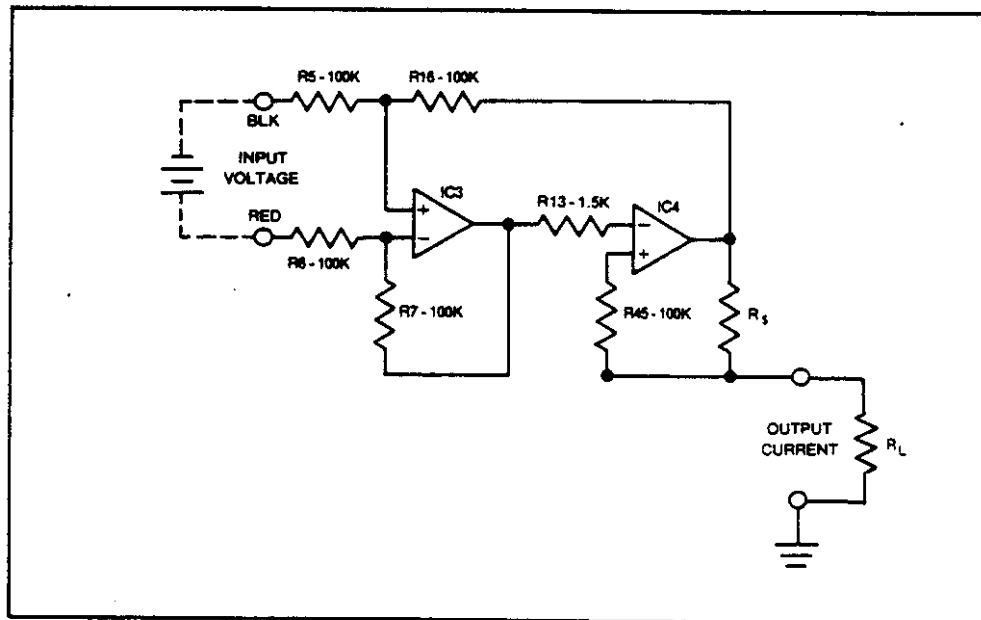 R5 - 100K
R16 - 100K
BLK
INPUT
VOLTAGE
IC3
R13 - 1.5K
IC4
RED
+
-
-
+
R6 - 100K
R7 - 100K
R45 - 100K
RS
OUTPUT
CURRENT
RL